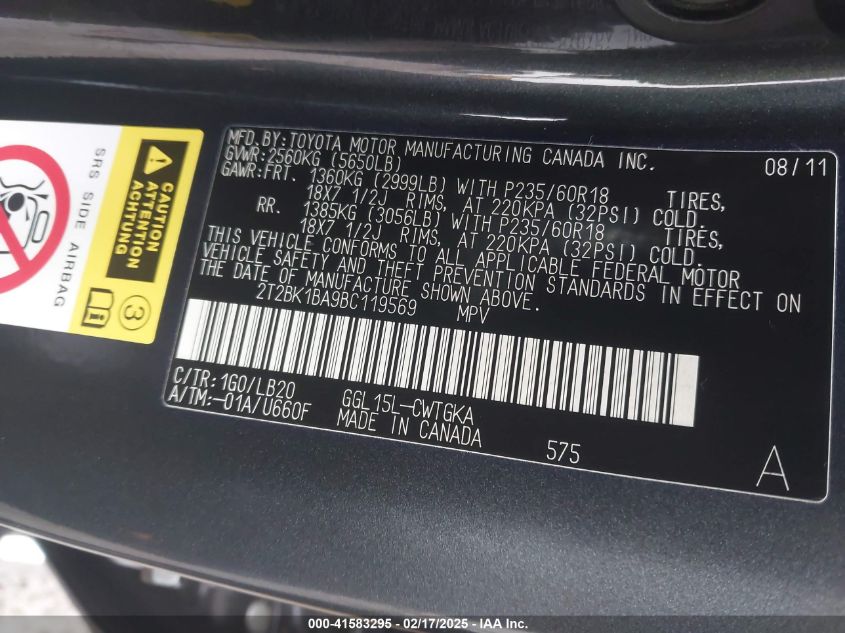 MFD.BY:TOYOTA MOTOR MANUFACTURING CANADA INC. 08/11
GVWR:2560KG (5650LB)
GAWR:FRT. 1360KG (2999LB) WITH P235/60R18 TIRES,
18X7 1/2J RIMS, AT 220KPA (32PSI) COLD.
RR. 1385KG (3056LB) WITH P235/60R18 TIRES,
18X7 1/2J RIMS, AT 220KPA (32PSI) COLD.
THIS VEHICLE CONFORMS TO ALL APPLICABLE FEDERAL MOTOR
VEHICLE SAFETY AND THEFT PREVENTION STANDARDS IN EFFECT ON
THE DATE OF MANUFACTURE SHOWN ABOVE.
2T2BK1BA9BC119569 MPV
C/TR:1G0/LB20 GGL15L-CWTGKA
A/TM:-01A/U660F MADE IN CANADA
575
A
SRS SIDE AIRBAG
CAUTION
ATTENTION
ACHTUNG
3
000-41583295 - 02/17/2025 - IAAI Inc.